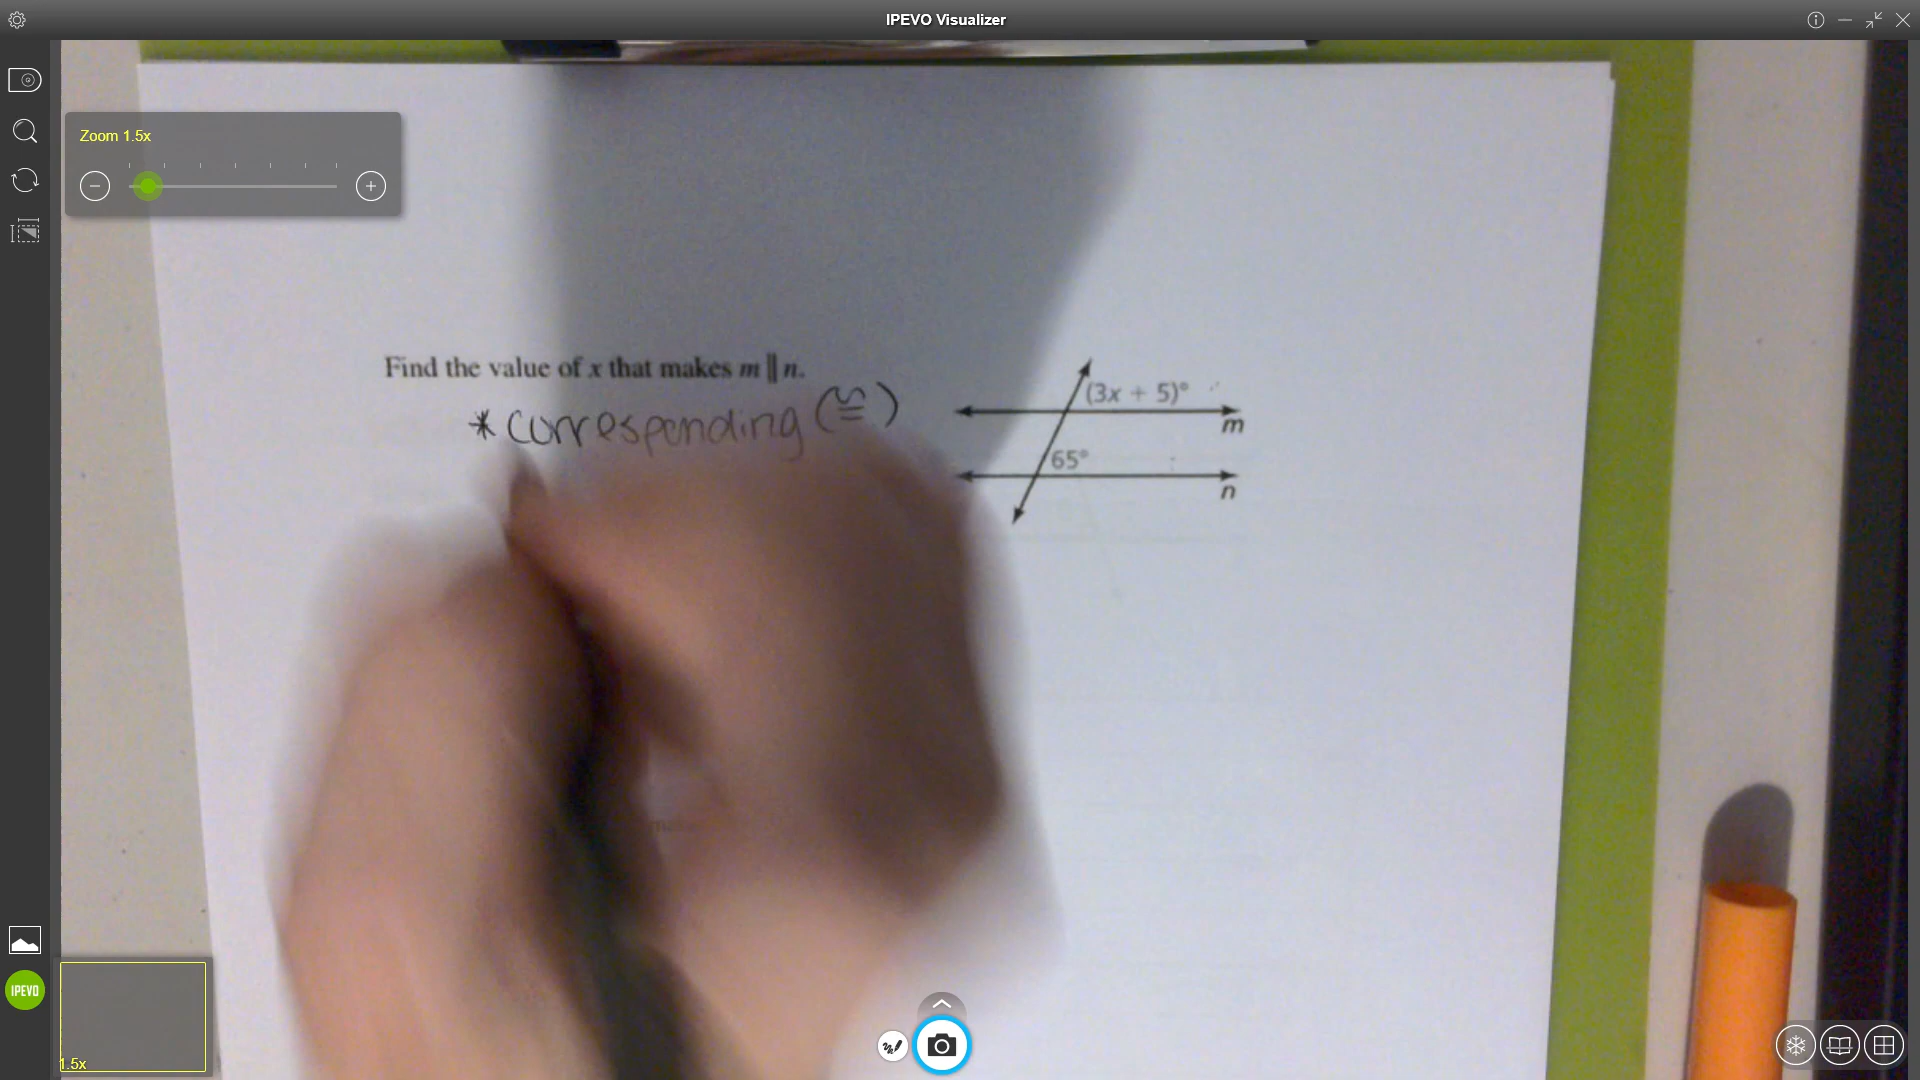 IPEVO Visualizer
Zoom 1.5x
Find the value of x that makes m || n.
* corresponding (≅)
(3x + 5)°
m
65°
n
IPEVO
1.5x